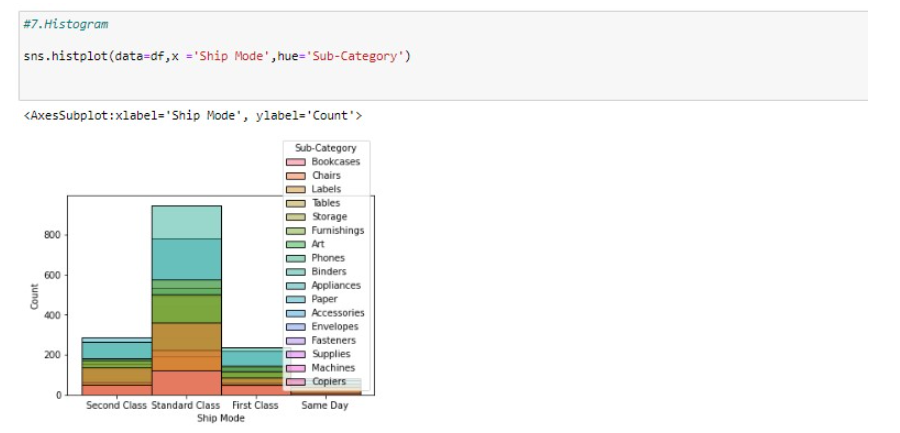 #7.Histogram
sns.histplot(data=df,x ='Ship Mode',hue='Sub-Category')
<AxesSubplot:xlabel='Ship Mode', ylabel='Count'>
Sub-Category
Bookcases
Chairs
Labels
Tables
Storage
Furnishings
Art
Phones
Binders
Appliances
Paper
Accessories
Envelopes
Fasteners
Supplies
Machines
Copiers
800
600
400
200
0
Count
Second Class Standard Class First Class Same Day
Ship Mode